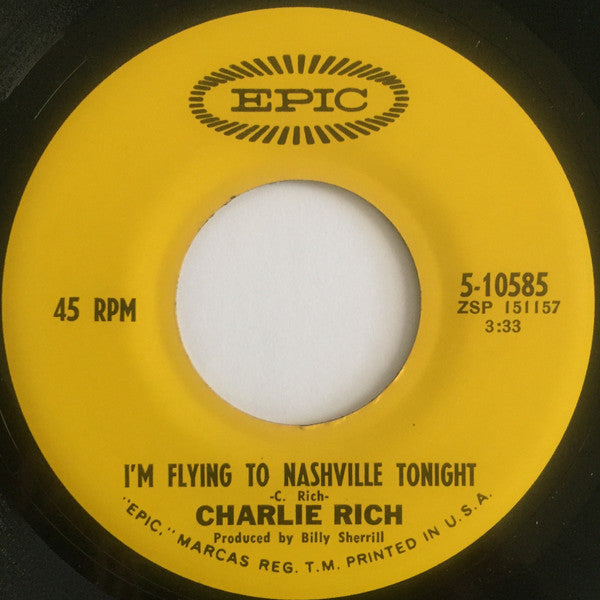 EPIC
45 RPM
5-10585
ZSP 151157
3:33
I'M FLYING TO NASHVILLE TONIGHT
-C. Rich-
CHARLIE RICH
Produced by Billy Sherrill
"EPIC," MARCAS REG. T.M. PRINTED IN U.S.A.